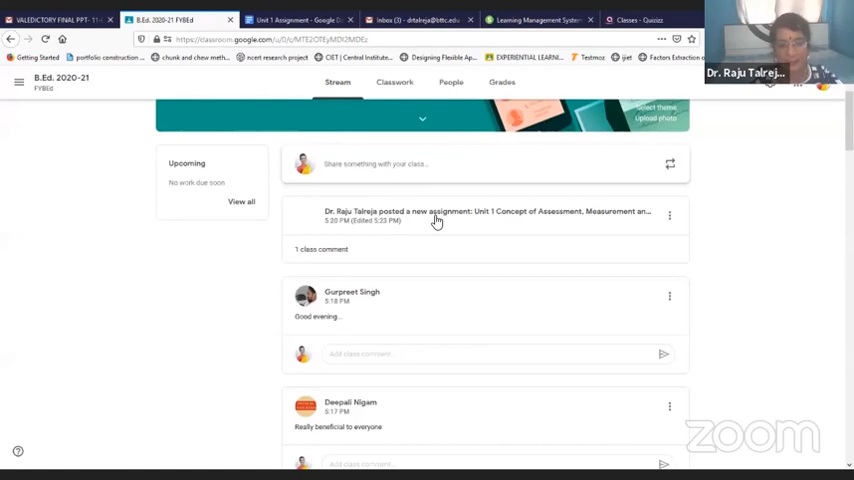 VALEDICTORY FINAL PPT- 11-
B.Ed. 2020-21 FYBEd
Unit 1 Assignment - Google Do
Inbox (6) - drtalreja@bttc.edu
Learning Management System
Classes - Quizizz
https://classroom.google.com/u/0/c/MTE2OTEyMDI2MDEz
Getting Started
portfolio construction
chunk and chew metho...
ncert research project
CIET | Central Institute...
Designing Flexible Ap...
EXPERIENTIAL LEARNI...
Testmoz
ijiet
Factors Extraction
B.Ed. 2020-21
FYBEd
Stream
Classwork
People
Grades
Dr. Raju Talrej...
Select theme
Upload photo
Upcoming
No work due soon
View all
Share something with your class...
Dr. Raju Talreja posted a new assignment: Unit 1 Concept of Assessment, Measurement an...
5:20 PM (Edited 5:23 PM)
1 class comment
Gurpreet Singh
5:18 PM
Good evening...
Add class comment...
Deepali Nigam
5:17 PM
Really beneficial to everyone
Add class comment...
zoom